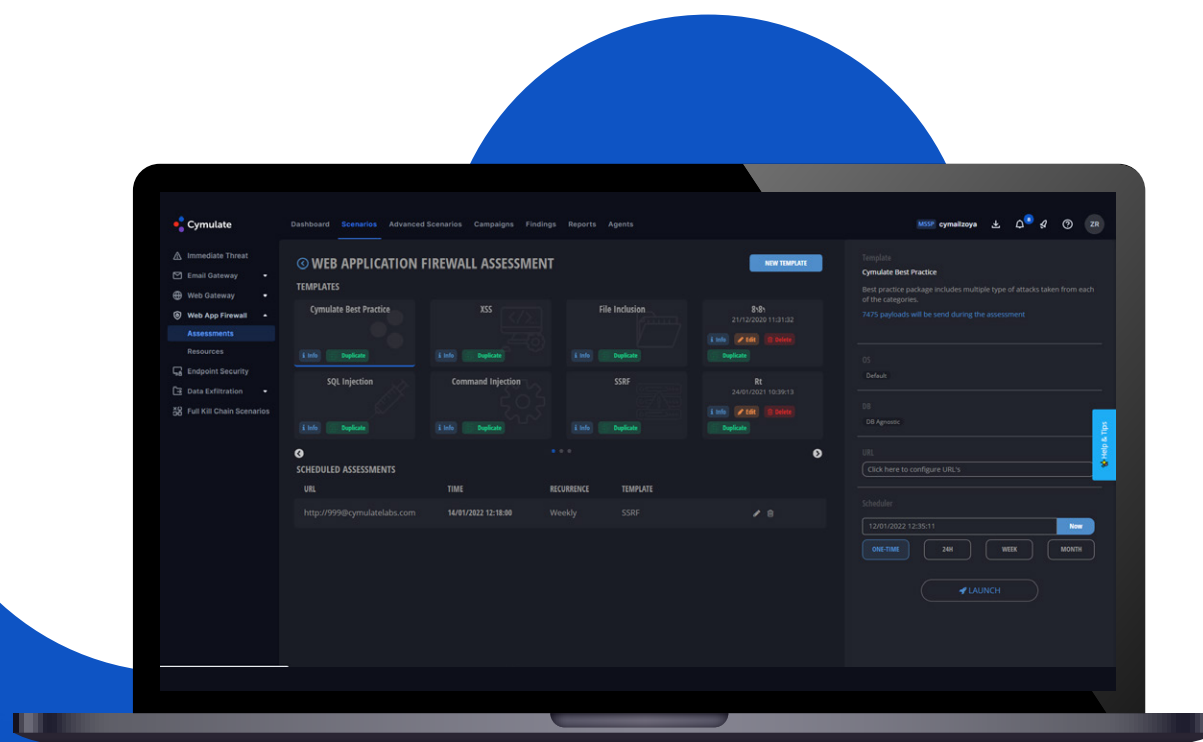 Cymulate
Dashboard Scenarios Advanced Scenarios Campaigns Findings Reports Agents
MSSP cymailzoya
8
ZR
Immediate Threat
Email Gateway
Web Gateway
Web App Firewall
Assessments
Resources
Endpoint Security
Data Exfiltration
Full Kill Chain Scenarios
WEB APPLICATION FIREWALL ASSESSMENT
NEW TEMPLATE
TEMPLATES
Cymulate Best Practice
Info Duplicate
XSS
Info Duplicate
File Inclusion
Info Duplicate
21/12/2020 11:31:32
Info Edit Delete
Duplicate
SQL Injection
Info Duplicate
Command Injection
Info Duplicate
SSRF
Info Duplicate
Rt
24/01/2021 10:39:13
Info Edit Delete
Duplicate
SCHEDULED ASSESSMENTS
URL TIME RECURRENCE TEMPLATE
http://999@cymulatelabs.com 14/01/2022 12:18:00 Weekly SSRF
Template
Cymulate Best Practice
Best practice package includes multiple type of attacks taken from each
of the categories.
7475 payloads will be send during the assessment
OS
Default
DB
DB Agnostic
URL
Click here to configure URL's
Scheduler
12/01/2022 12:35:11 Now
ONE-TIME 24H WEEK MONTH
LAUNCH
Help & Tips